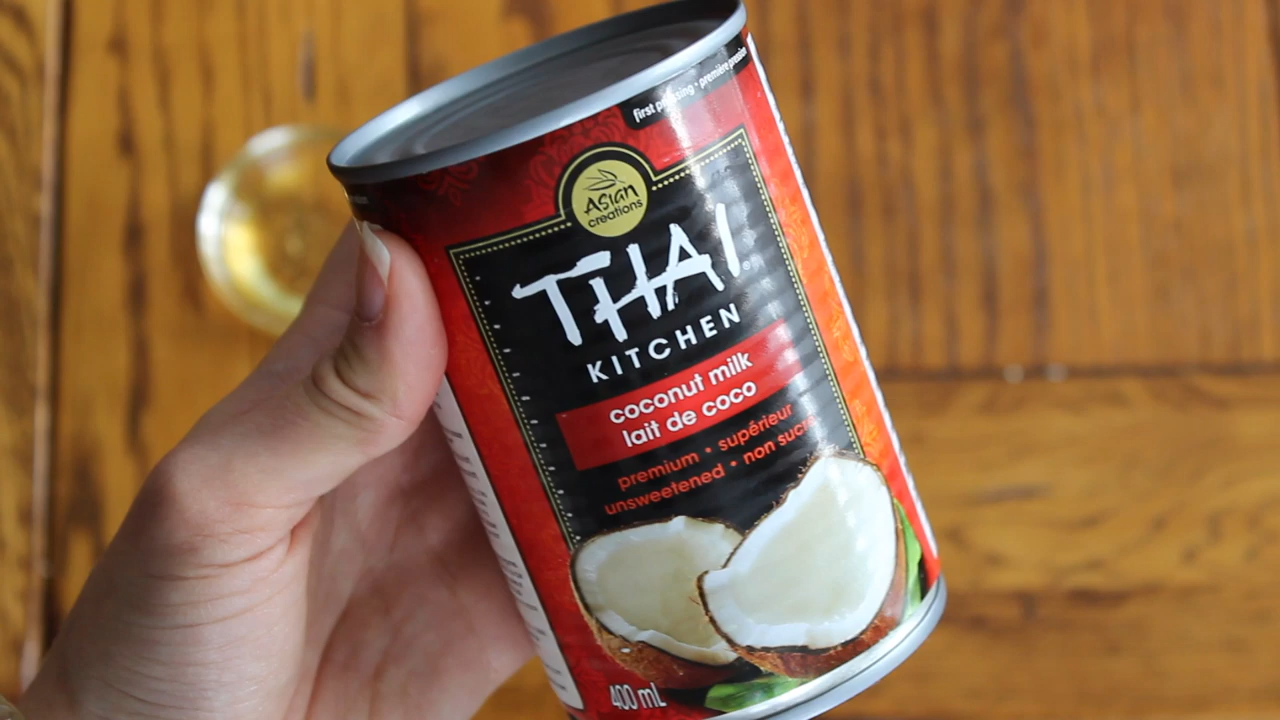 first pressing • première pression
Asian
creations
THAI
KITCHEN
coconut milk
lait de coco
premium • supérieur
unsweetened • non sucré
400 mL